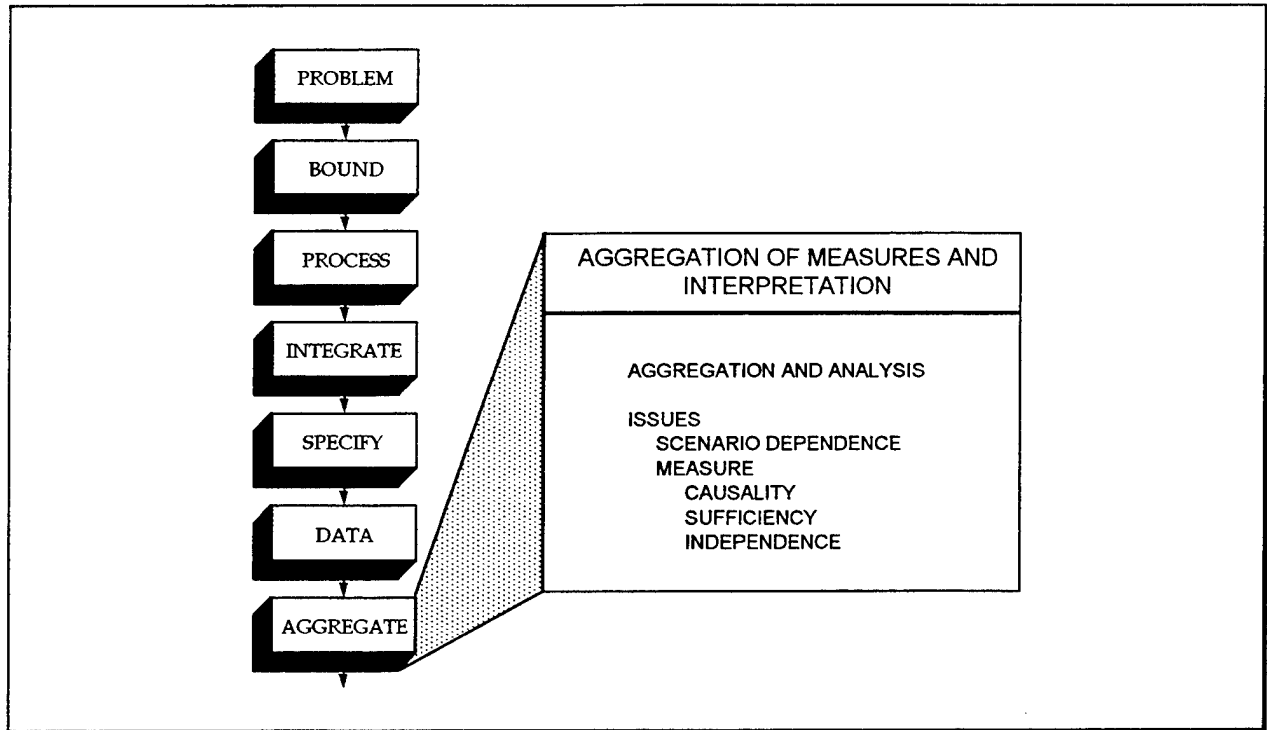 PROBLEM
BOUND
PROCESS
INTEGRATE
SPECIFY
DATA
AGGREGATE
AGGREGATION OF MEASURES AND
INTERPRETATION
AGGREGATION AND ANALYSIS
ISSUES
SCENARIO DEPENDENCE
MEASURE
CAUSALITY
SUFFICIENCY
INDEPENDENCE